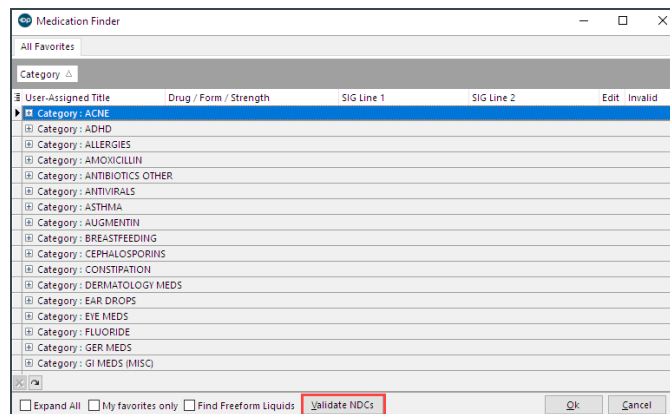 Medication Finder
All Favorites
Category
User-Assigned Title Drug / Form / Strength SIG Line 1 SIG Line 2 Edit Invalid
Category : ACNE
Category : ADHD
Category : ALLERGIES
Category : AMOXICILLIN
Category : ANTIBIOTICS OTHER
Category : ANTIVIRALS
Category : ASTHMA
Category : AUGMENTIN
Category : BREASTFEEDING
Category : CEPHALOSPORINS
Category : CONSTIPATION
Category : DERMATOLOGY MEDS
Category : EAR DROPS
Category : EYE MEDS
Category : FLUORIDE
Category : GER MEDS
Category : GI MEDS (MISC)
Expand All My favorites only Find Freeform Liquids Validate NDCs Ok Cancel